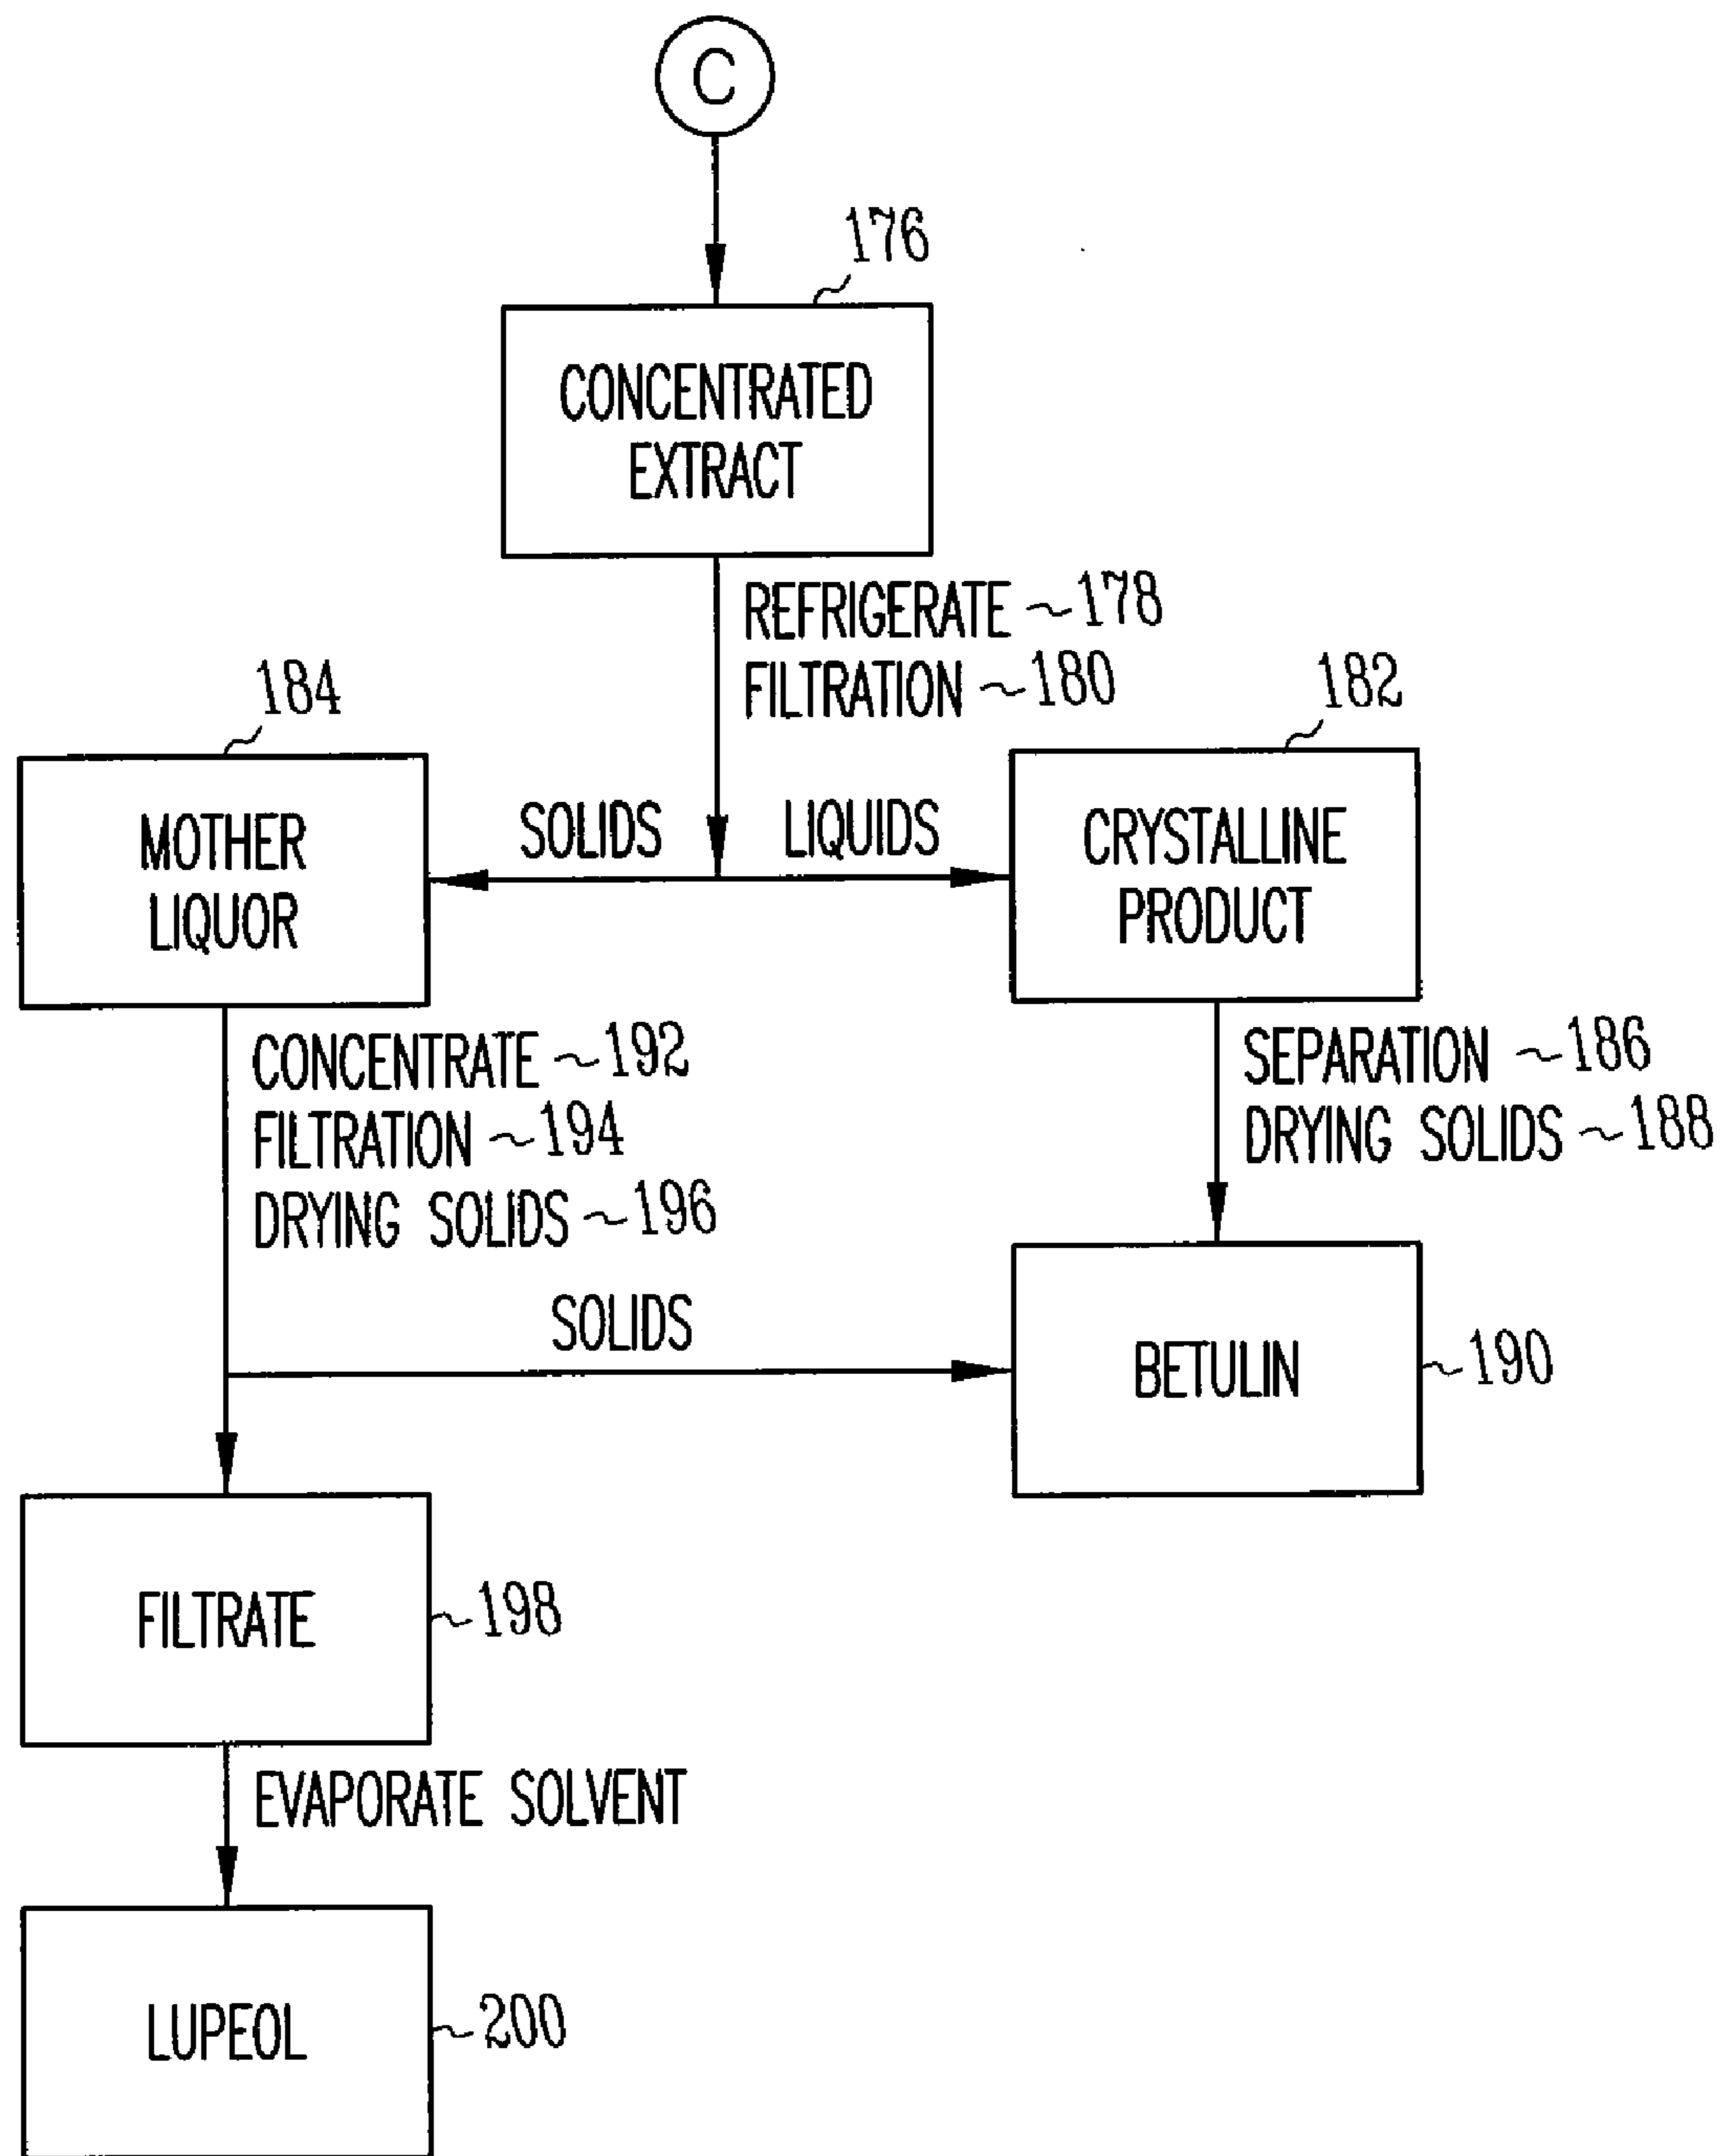 C
176
CONCENTRATED
EXTRACT
REFRIGERATE ~178
FILTRATION ~180
184
182
MOTHER
LIQUOR
SOLIDS
LIQUIDS
CRYSTALLINE
PRODUCT
CONCENTRATE ~192
FILTRATION ~194
DRYING SOLIDS ~196
SEPARATION ~186
DRYING SOLIDS ~188
SOLIDS
BETULIN
190
FILTRATE
198
EVAPORATE SOLVENT
LUPEOL
200